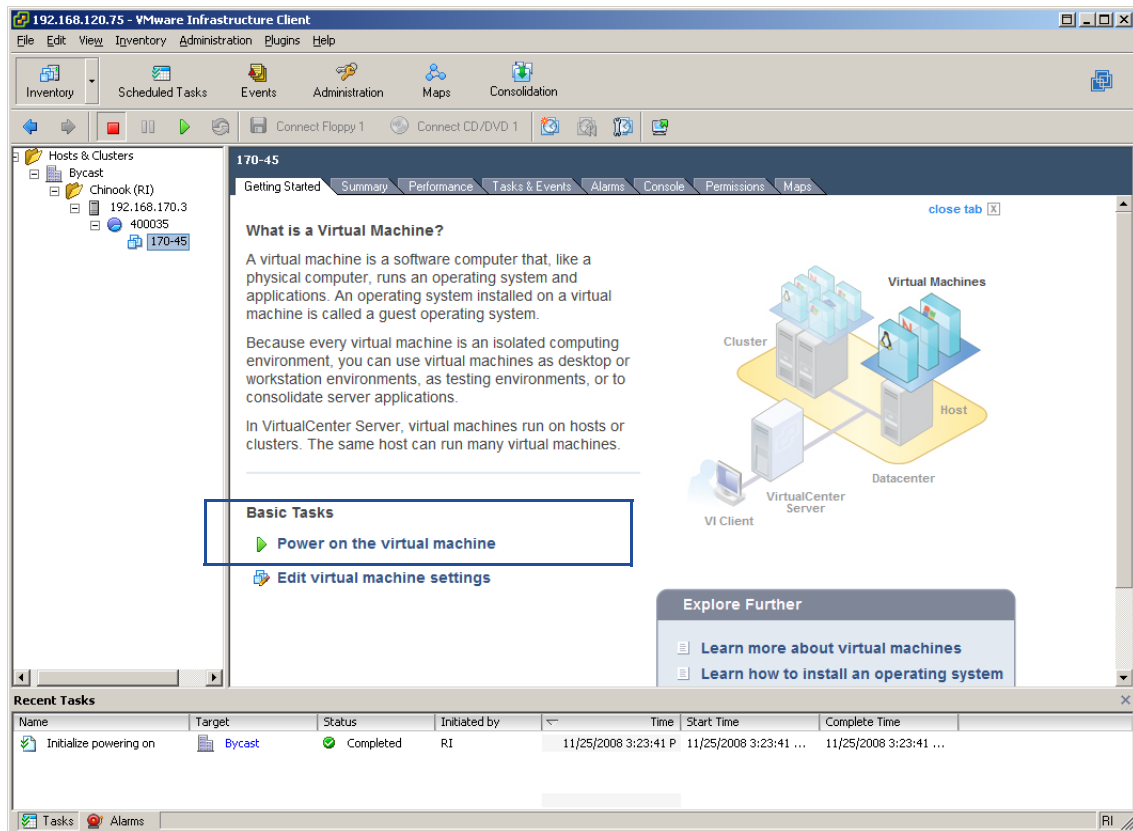 192.168.120.75 - VMware Infrastructure Client
File Edit View Inventory Administration Plugins Help
Inventory Scheduled Tasks Events Administration Maps Consolidation
Connect Floppy 1 Connect CD/DVD 1
Hosts & Clusters
Bycast
Chinook (RI)
192.168.170.3
400035
170-45
170-45
Getting Started Summary Performance Tasks & Events Alarms Console Permissions Maps
close tab X
What is a Virtual Machine?
A virtual machine is a software computer that, like a
physical computer, runs an operating system and
applications. An operating system installed on a virtual
machine is called a guest operating system.
Because every virtual machine is an isolated computing
environment, you can use virtual machines as desktop or
workstation environments, as testing environments, or to
consolidate server applications.
In VirtualCenter Server, virtual machines run on hosts or
clusters. The same host can run many virtual machines.
Virtual Machines
Cluster
Host
Datacenter
VirtualCenter
Server
VI Client
Basic Tasks
Power on the virtual machine
Edit virtual machine settings
Explore Further
Learn more about virtual machines
Learn how to install an operating system
Recent Tasks
Name Target Status Initiated by Time Start Time Complete Time
Initialize powering on Bycast Completed RI 11/25/2008 3:23:41 P 11/25/2008 3:23:41 ... 11/25/2008 3:23:41 ...
Tasks Alarms RI